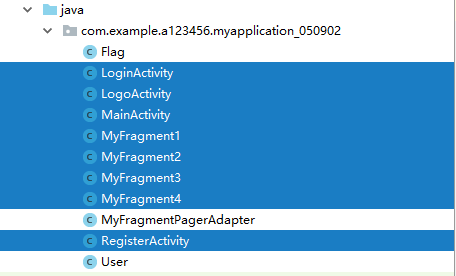 java
com.example.a123456.myapplication_050902
C Flag
C LoginActivity
C LogoActivity
C MainActivity
C MyFragment1
C MyFragment2
C MyFragment3
C MyFragment4
C MyFragmentPagerAdapter
C RegisterActivity
C User